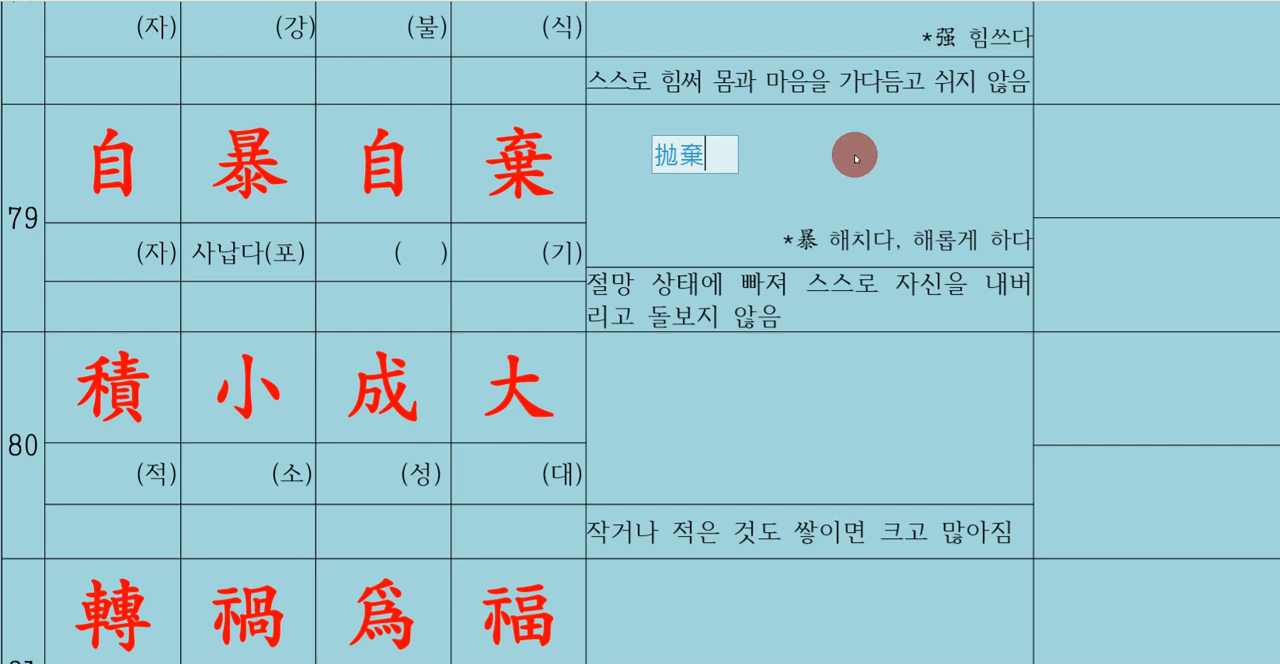 (자) (강) (불) (식)
*强 힘쓰다
스스로 힘써 몸과 마음을 가다듬고 쉬지 않음
自 暴 自 棄
抛棄
79
*暴 해치다, 해롭게 하다
(자) 사납다(포) ( ) (기)
절망 상태에 빠져 스스로 자신을 내버
리고 돌보지 않음
積 小 成 大
80
(적) (소) (성) (대)
작거나 적은 것도 쌓이면 크고 많아짐
轉 禍 爲 福